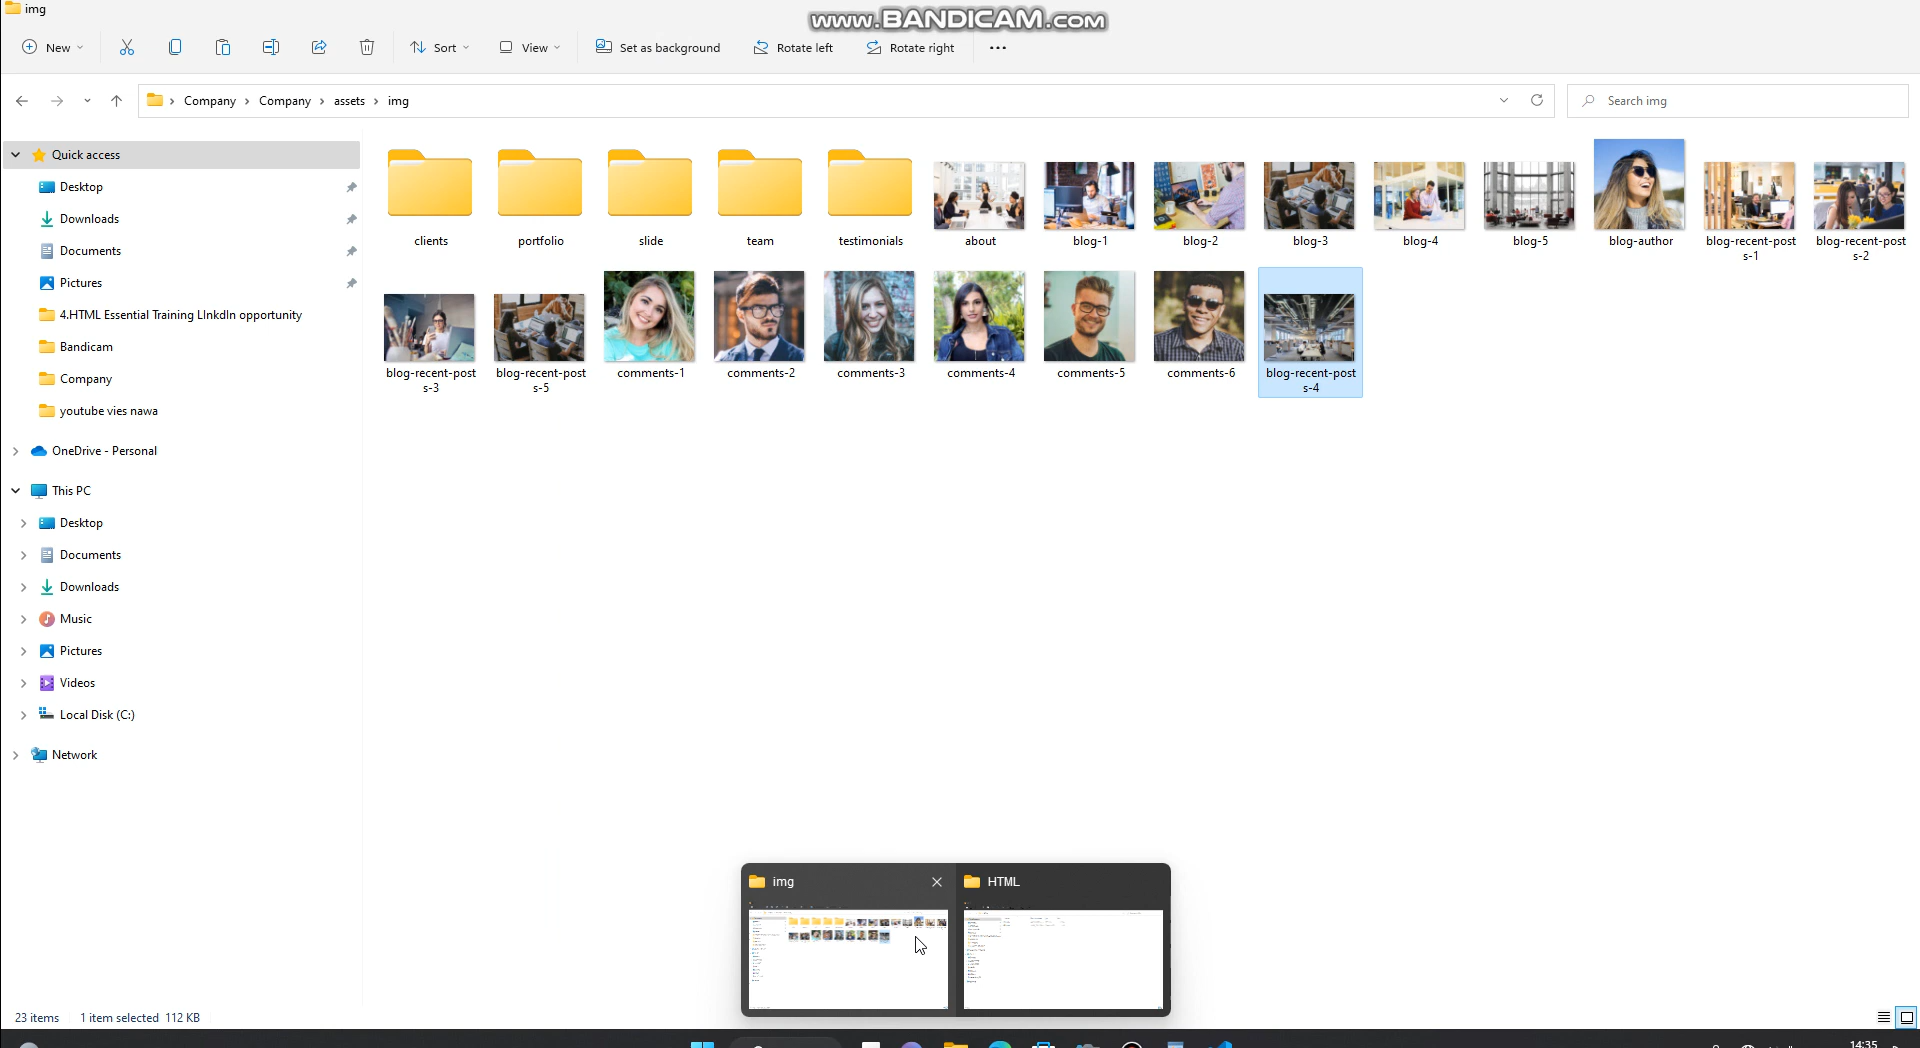 img
www.BANDICAM.com
New
Sort
View
Set as background
Rotate left
Rotate right
Company
Company
assets
img
Search img
Quick access
Desktop
Downloads
Documents
Pictures
4.HTML Essential Training LInkdIn opportunity
Bandicam
Company
youtube vies nawa
OneDrive - Personal
This PC
Desktop
Documents
Downloads
Music
Pictures
Videos
Local Disk (C:)
Network
clients
portfolio
slide
team
testimonials
about
blog-1
blog-2
blog-3
blog-4
blog-5
blog-author
blog-recent-post
s-1
blog-recent-post
s-2
blog-recent-post
s-3
blog-recent-post
s-5
comments-1
comments-2
comments-3
comments-4
comments-5
comments-6
blog-recent-post
s-4
img
HTML
23 items
1 item selected 112 KB
14:35